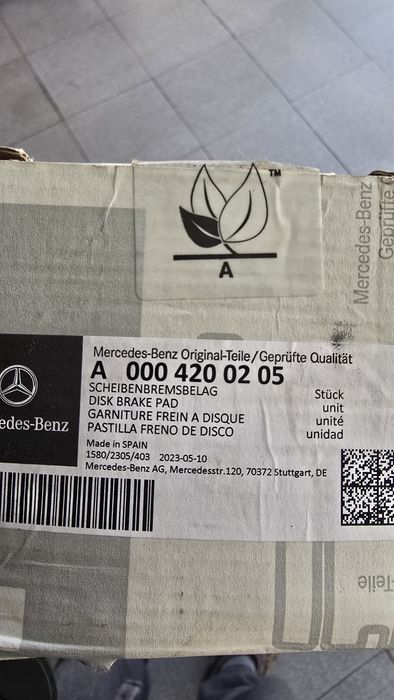 TM
A
Mercedes-Benz
Geprüfte
Mercedes-Benz Original-Teile/Geprüfte Qualität
A 000 420 02 05
SCHEIBENBREMSBELAG
DISK BRAKE PAD
GARNITURE FREIN A DISQUE
PASTILLA FRENO DE DISCO
Stück
unit
unité
unidad
edes-Benz
Made in SPAIN
1580/2305/403 2023-05-10
Mercedes-Benz AG, Mercedesstr.120, 70372 Stuttgart, DE
-Teile